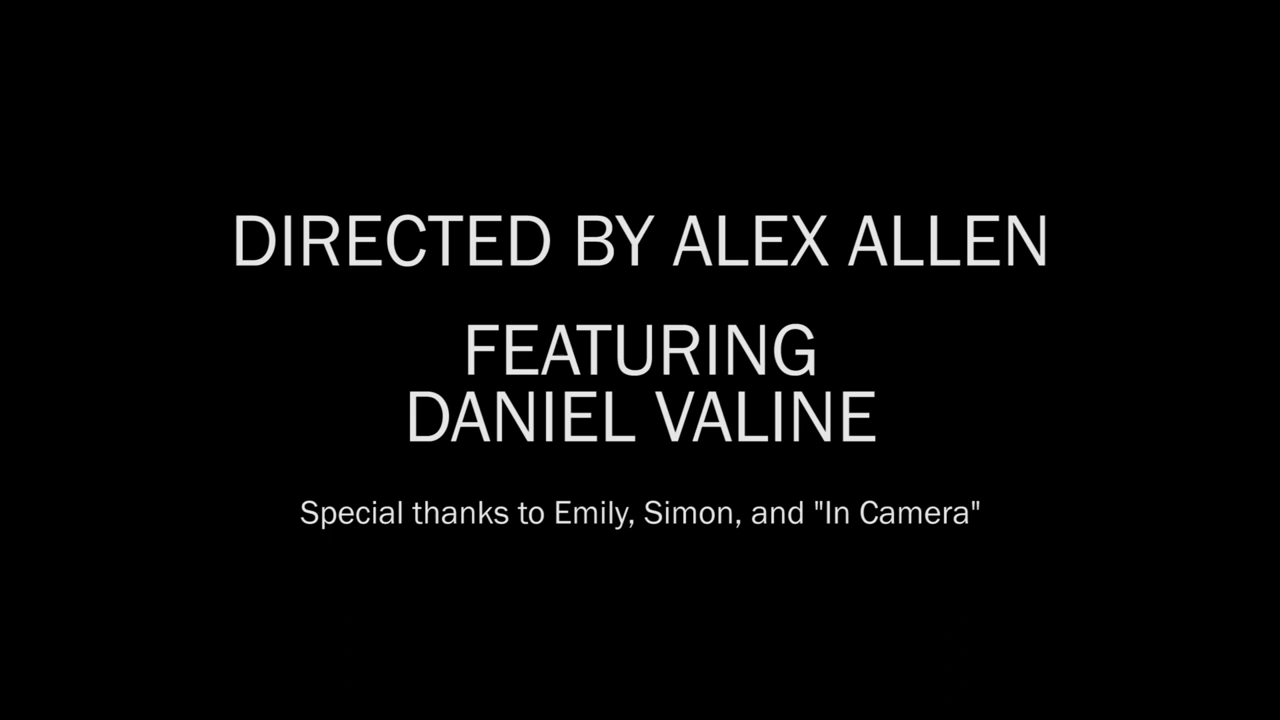 DIRECTED BY ALEX ALLEN
FEATURING
DANIEL VALINE
Special thanks to Emily, Simon, and "In Camera"